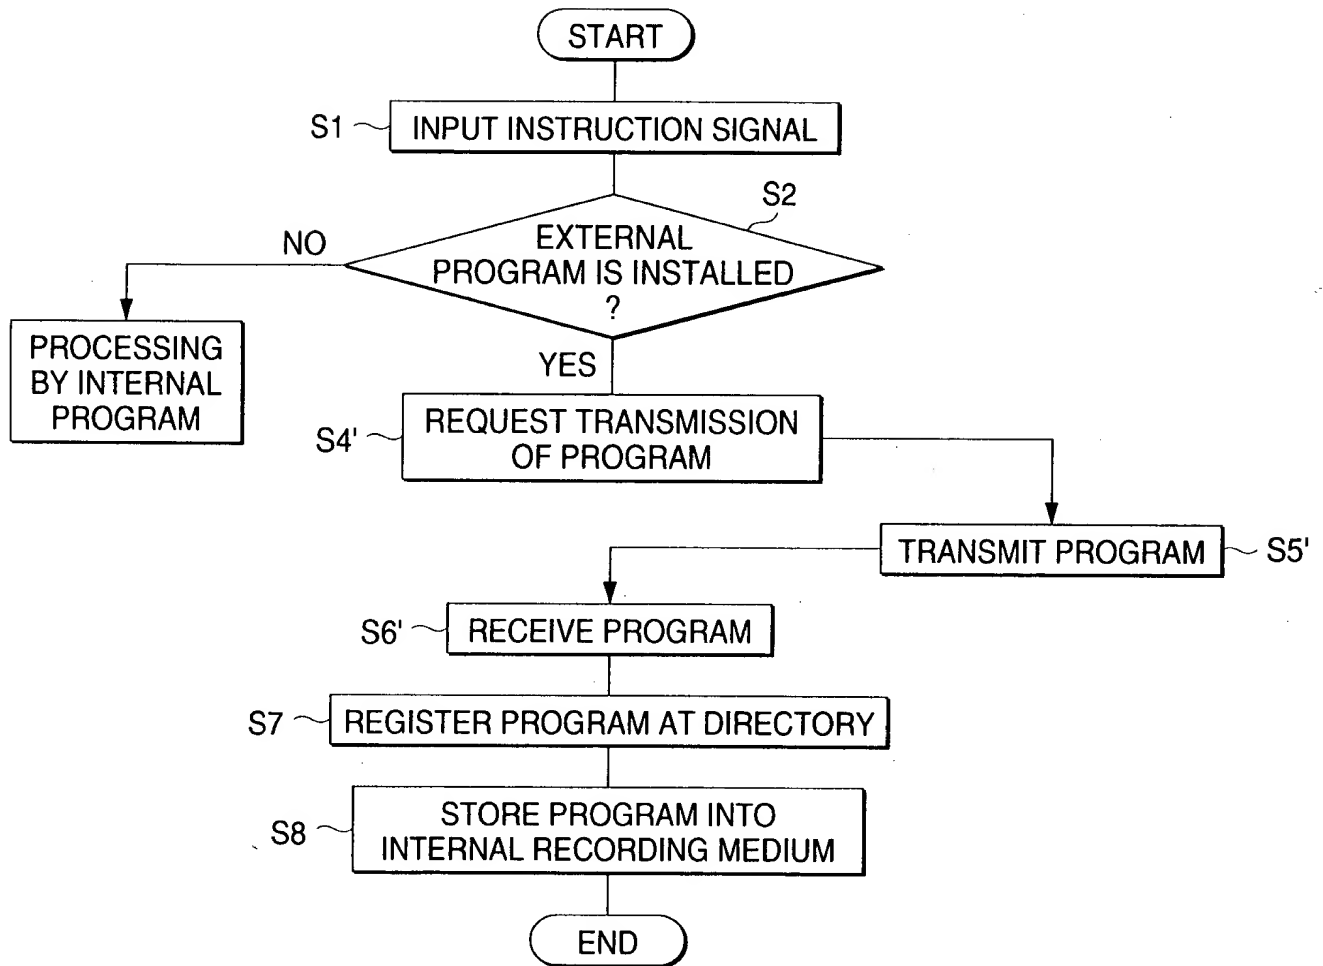 START
S1
INPUT INSTRUCTION SIGNAL
S2
NO
EXTERNAL
PROGRAM IS INSTALLED
?
YES
PROCESSING
BY INTERNAL
PROGRAM
S4'
REQUEST TRANSMISSION
OF PROGRAM
TRANSMIT PROGRAM
S5'
S6'
RECEIVE PROGRAM
S7
REGISTER PROGRAM AT DIRECTORY
S8
STORE PROGRAM INTO
INTERNAL RECORDING MEDIUM
END